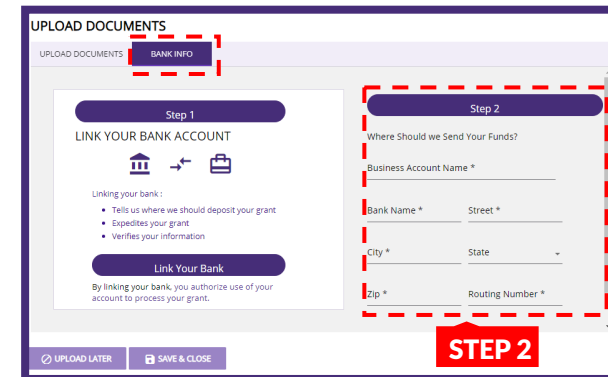 UPLOAD DOCUMENTS
UPLOAD DOCUMENTS BANK INFO
Step 1
LINK YOUR BANK ACCOUNT
Linking your bank :
• Tells us where we should deposit your grant
• Expedites your grant
• Verifies your information
Link Your Bank
By linking your bank, you authorize use of your
account to process your grant.
Step 2
Where Should we Send Your Funds?
Business Account Name *
Bank Name * Street *
City * State
Zip * Routing Number *
STEP 2
UPLOAD LATER SAVE & CLOSE